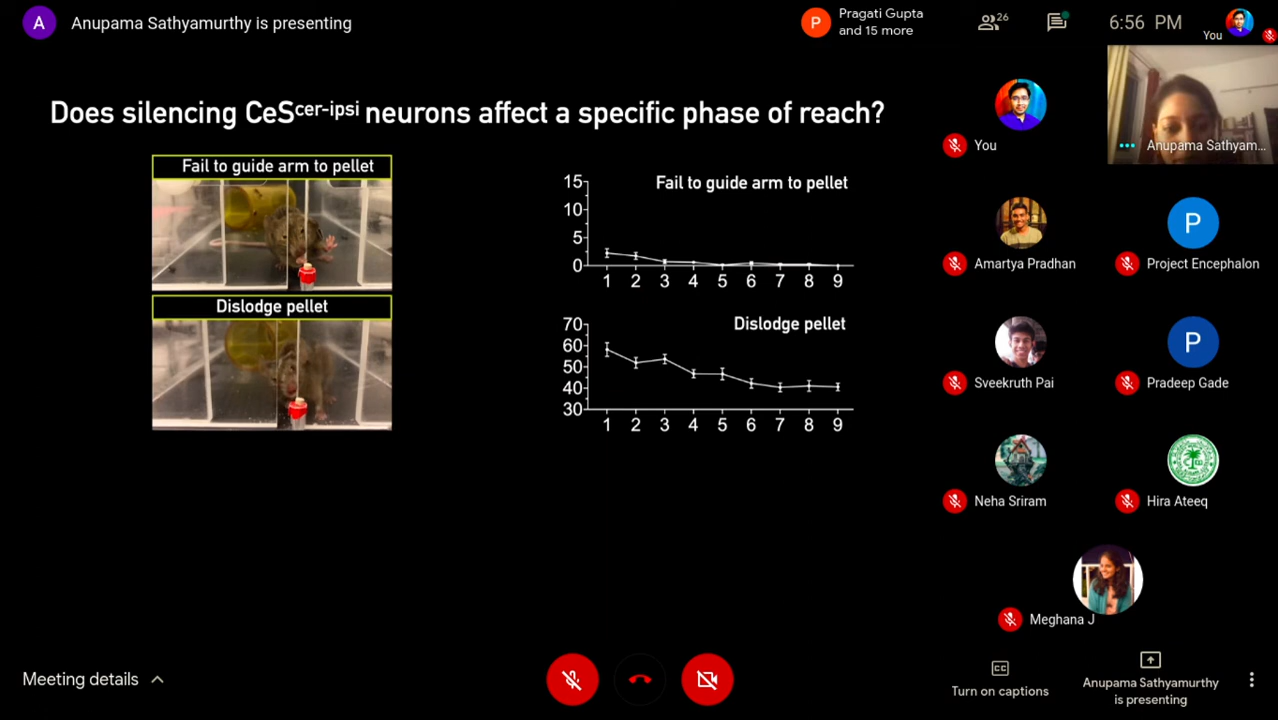 A
Anupama Sathyamurthy is presenting
P
Pragati Gupta
and 15 more
26
6:56 PM
You
Does silencing CeScer-ipsi neurons affect a specific phase of reach?
Fail to guide arm to pellet
Dislodge pellet
Fail to guide arm to pellet
15
10
5
0
1 2 3 4 5 6 7 8 9
Dislodge pellet
70
60
50
40
30
1 2 3 4 5 6 7 8 9
You
Anupama Sathyam...
Amartya Pradhan
P
Project Encephalon
Sveekruth Pai
P
Pradeep Gade
Neha Sriram
Hira Ateeq
Meghana J
Meeting details
CC
Turn on captions
Anupama Sathyamurthy
is presenting